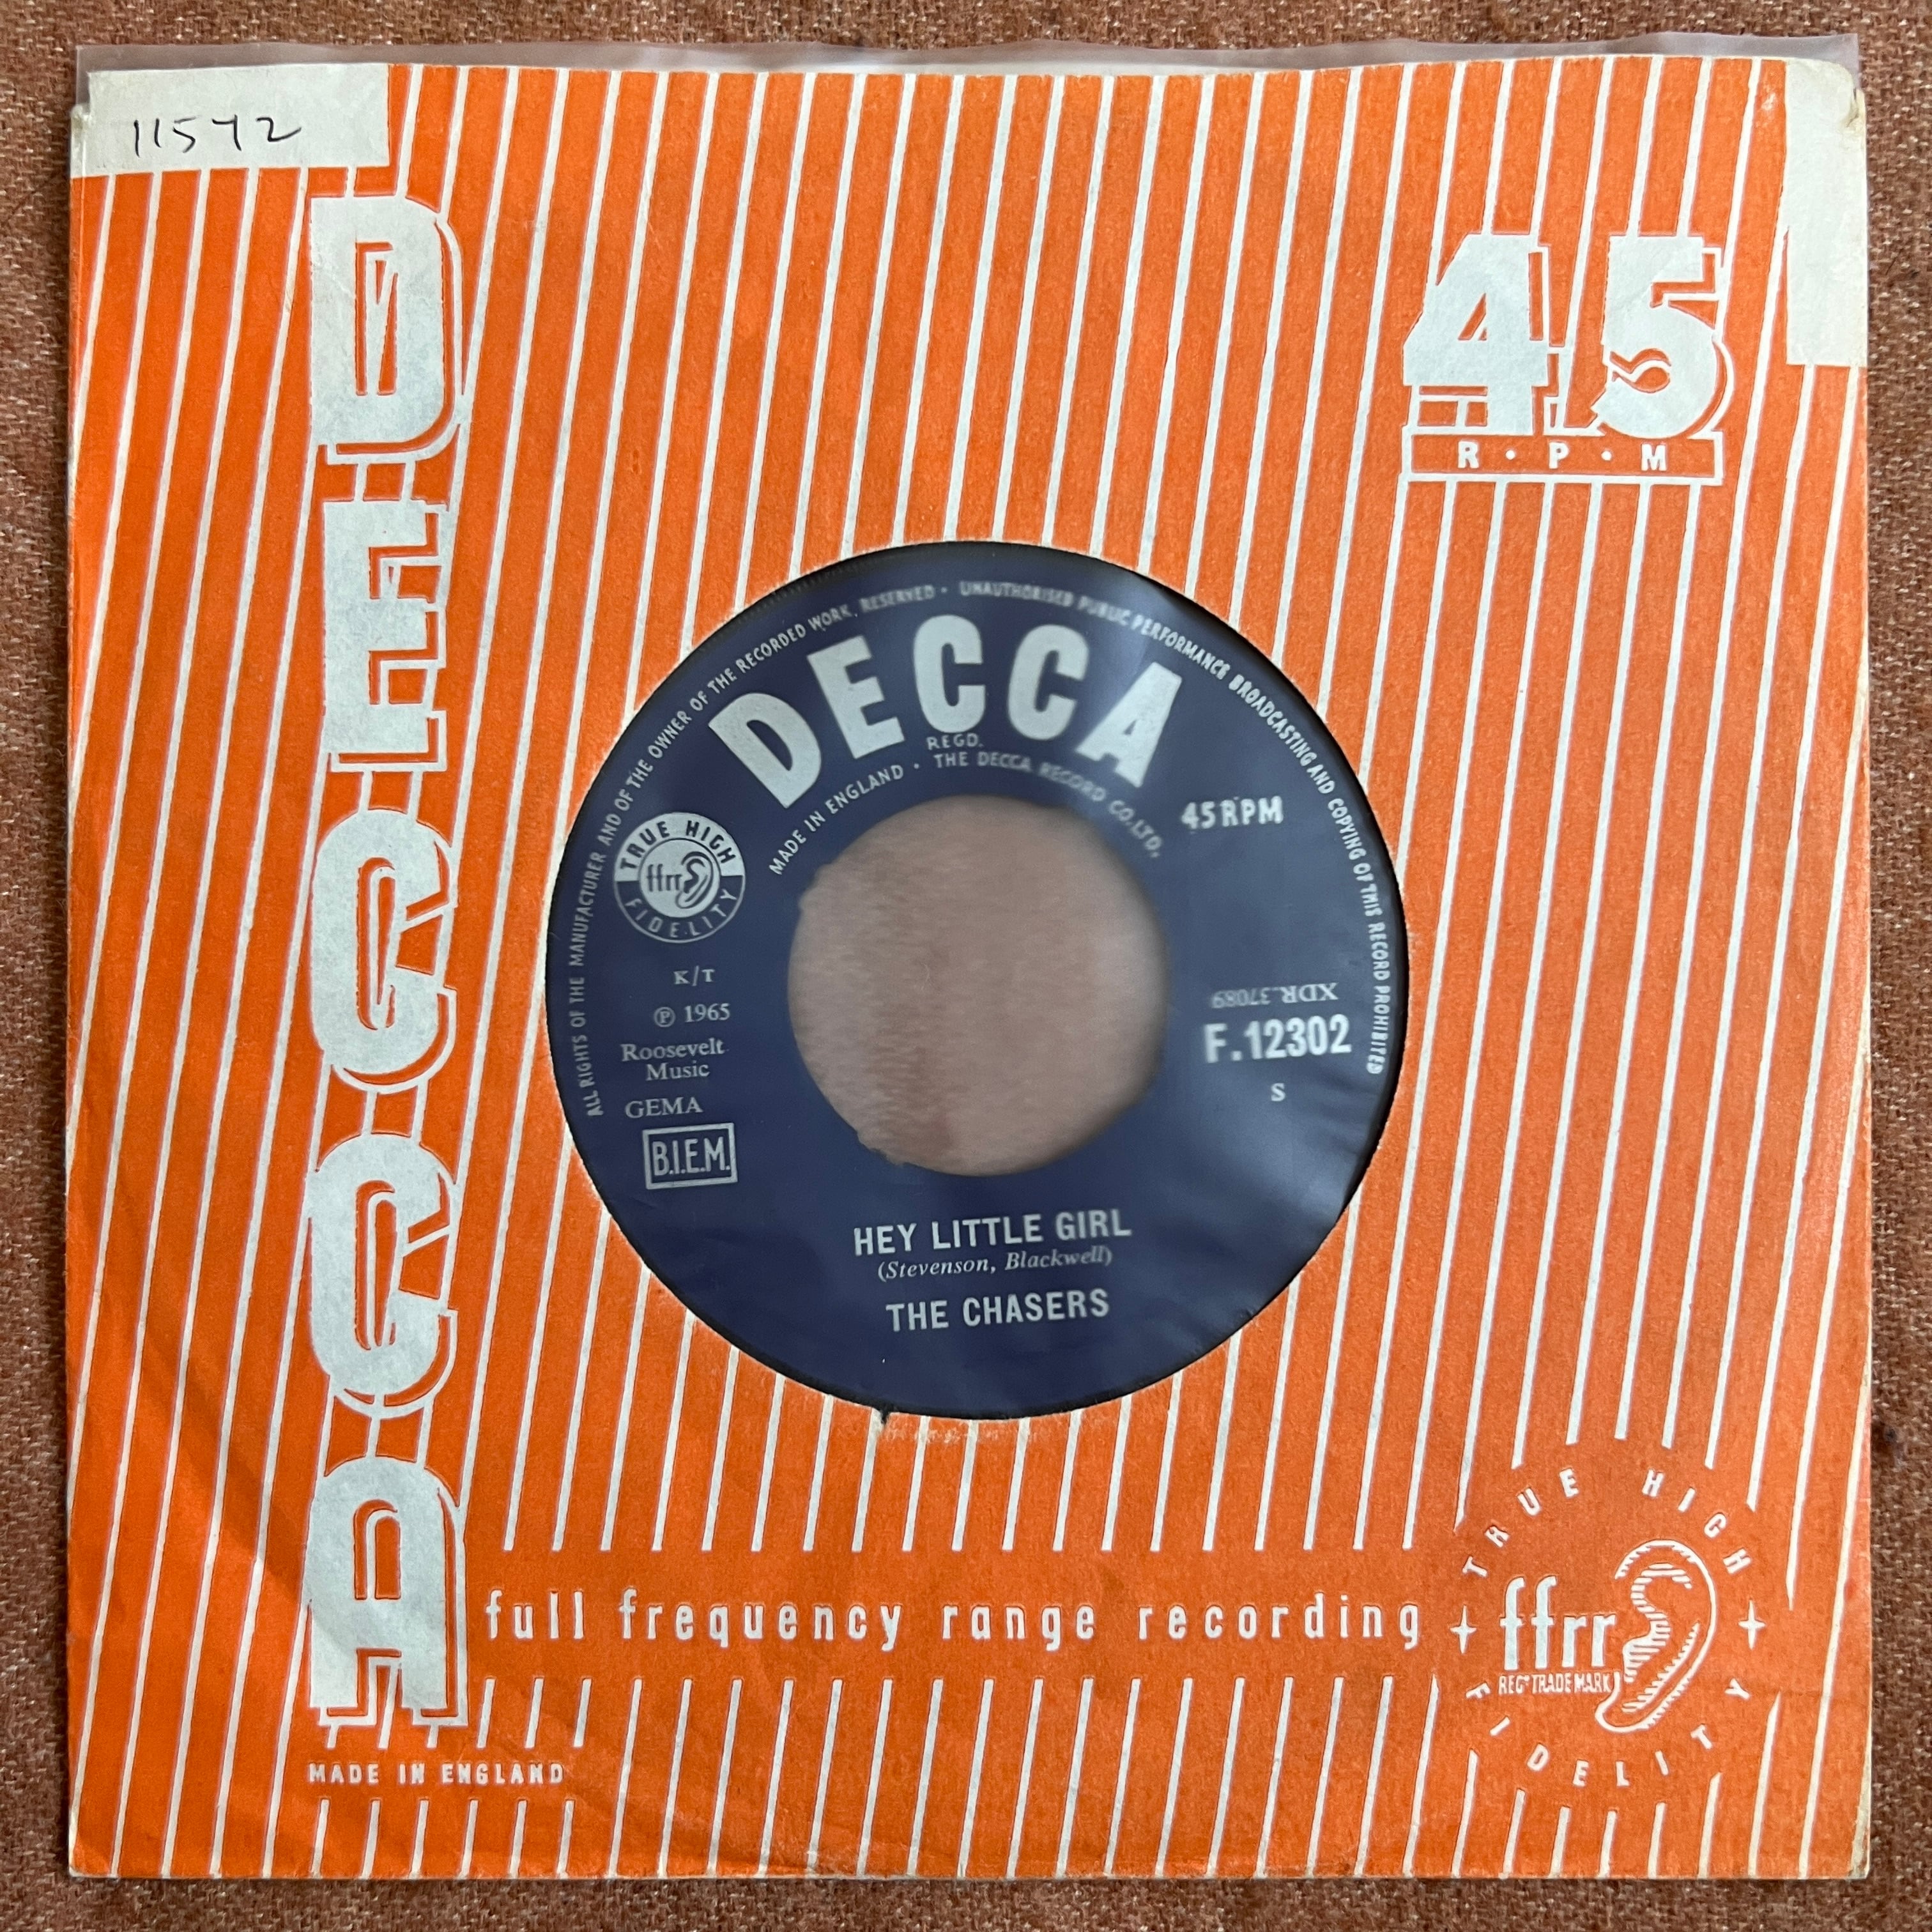 11542
DECCA
45
R·P·M
ALL RIGHTS OF THE MANUFACTURER AND OF THE OWNER OF THE RECORDED WORK RESERVED · UNAUTHORISED PUBLIC PERFORMANCE BROADCASTING AND COPYING OF THIS RECORD PROHIBITED
DECCA
REGD.
MADE IN ENGLAND · THE DECCA RECORD CO. LTD.
45 RPM
TRUE HIGH
ffrr
FIDELITY
K/T
℗ 1965
Roosevelt
Music
GEMA
B.I.E.M.
XDR.37089
F.12302
S
HEY LITTLE GIRL
(Stevenson, Blackwell)
THE CHASERS
full frequency range recording
TRUE HIGH
ffrr
REGD TRADE MARK
FIDELITY
MADE IN ENGLAND